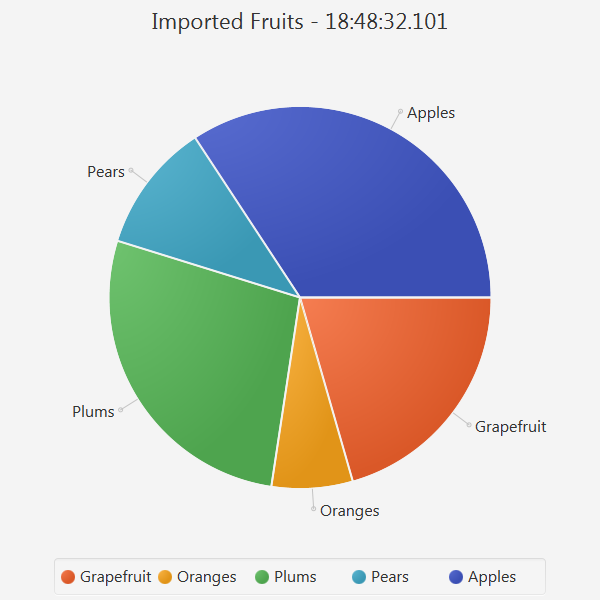 Imported Fruits - 18:48:32.101
Apples
Pears
Plums
Grapefruit
Oranges
Grapefruit Oranges Plums Pears Apples